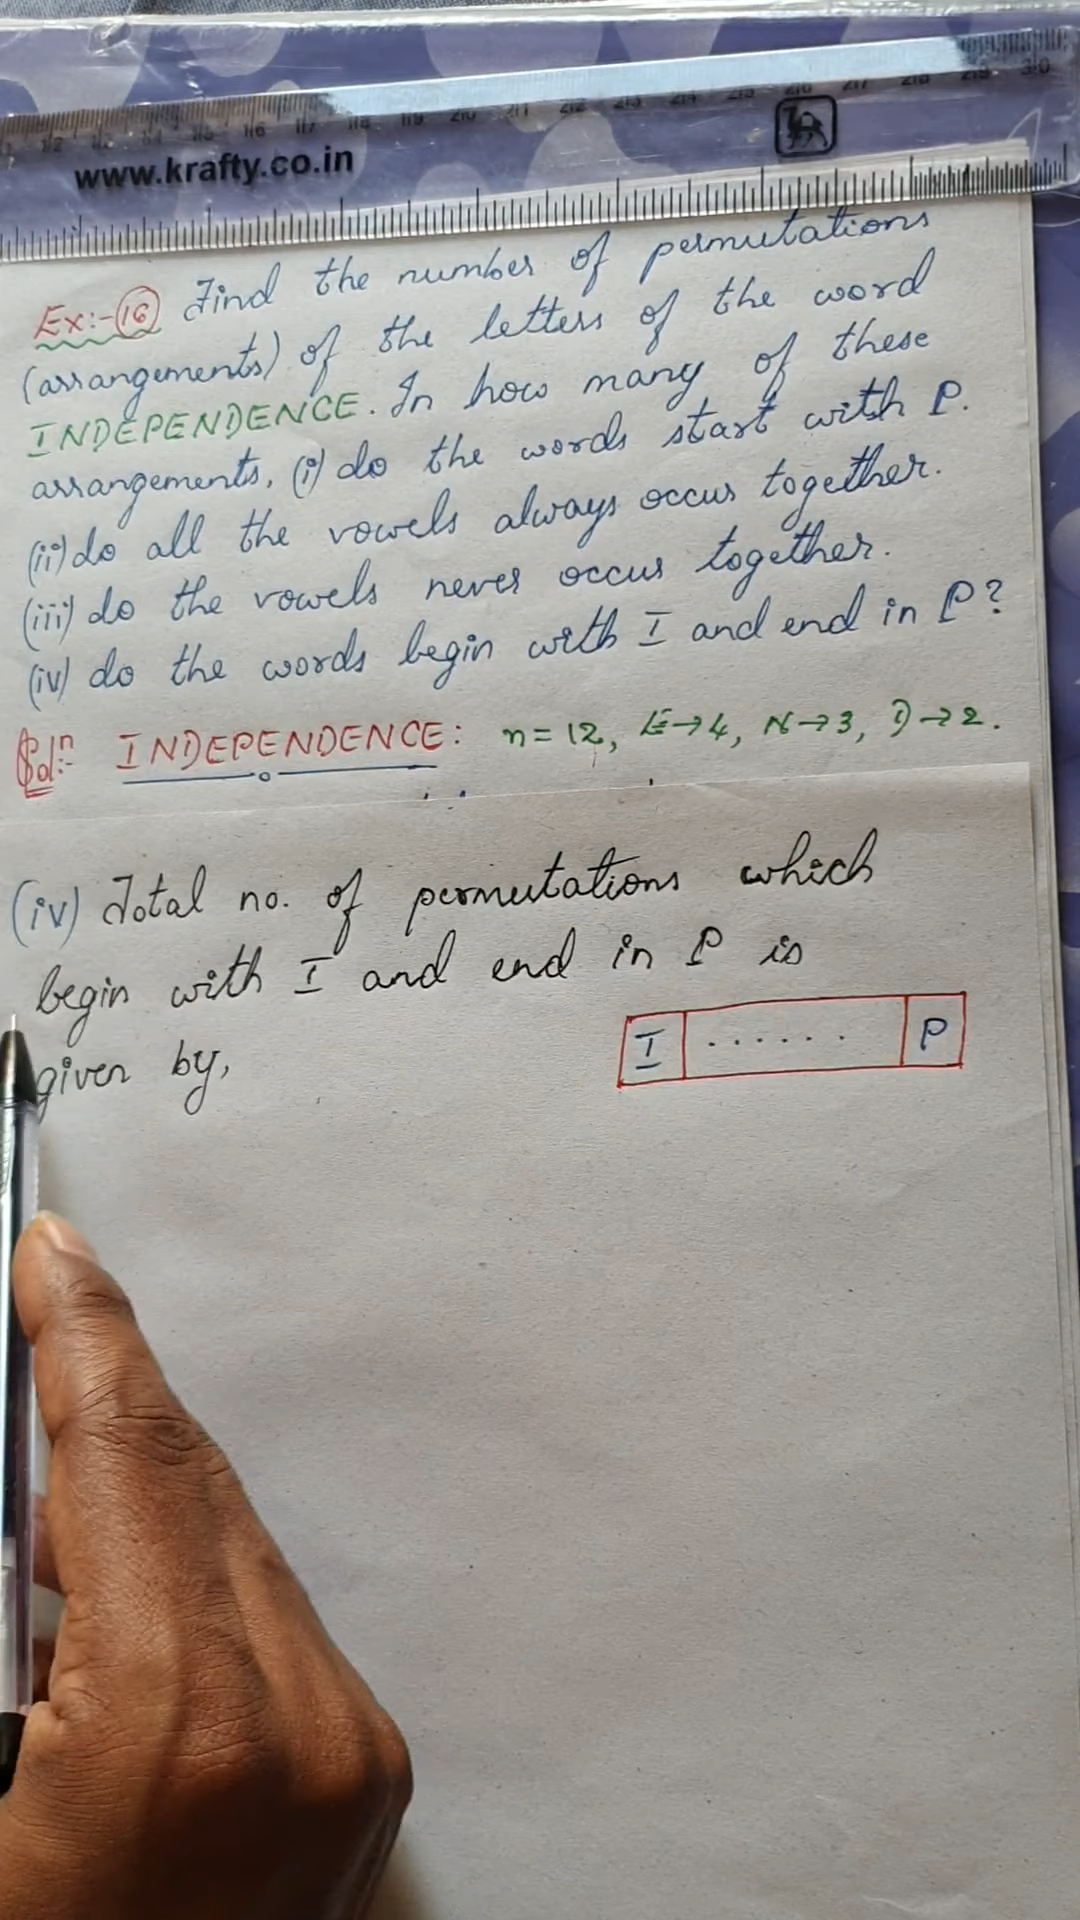 www.krafty.co.in
Ex:-(16) Find the number of permutations
(arrangements) of the letters of the word
INDEPENDENCE. In how many of these
arrangements, (i) do the words start with P.
(ii) do all the vowels always occur together.
(iii) do the vowels never occur together.
(iv) do the words begin with I and end in P?
Soln:- INDEPENDENCE: n=12, E→4, N→3, D→2.
(iv) Total no. of permutations which
begin with I and end in P is
given by,
I ...... P